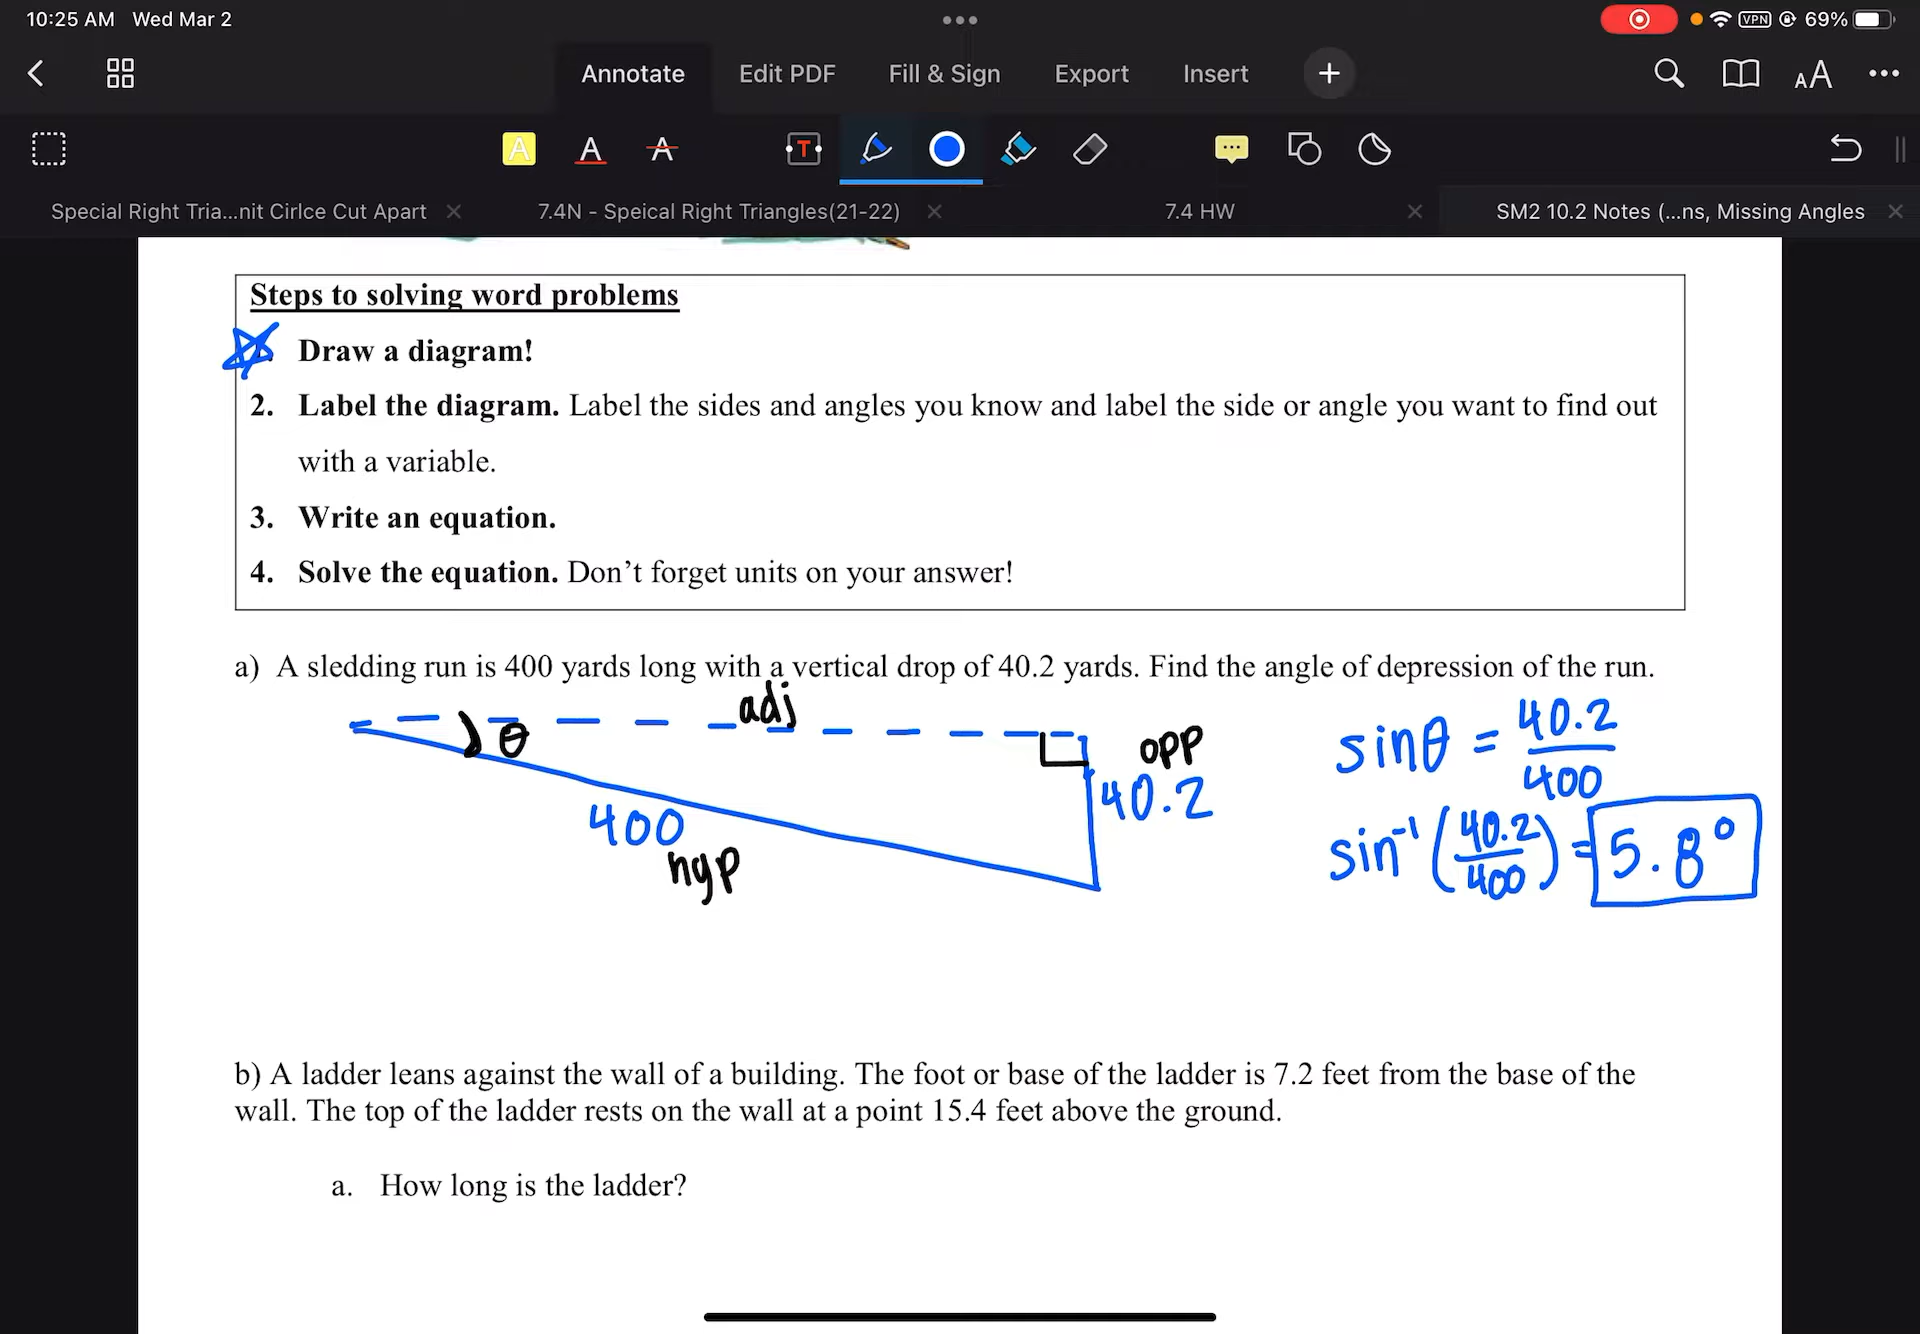 10:25 AM Wed Mar 2
VPN 69%
Annotate Edit PDF Fill & Sign Export Insert +
AA
A A A T
Special Right Tria...nit Cirlce Cut Apart × 7.4N - Speical Right Triangles(21-22) × 7.4 HW × SM2 10.2 Notes (...ns, Missing Angles ×
Steps to solving word problems
Draw a diagram!
2. Label the diagram. Label the sides and angles you know and label the side or angle you want to find out
with a variable.
3. Write an equation.
4. Solve the equation. Don’t forget units on your answer!
a) A sledding run is 400 yards long with a vertical drop of 40.2 yards. Find the angle of depression of the run.
adj
θ
opp
40.2
400
hyp
sinθ = 40.2/400
sin⁻¹(40.2/400) = 5.8°
b) A ladder leans against the wall of a building. The foot or base of the ladder is 7.2 feet from the base of the
wall. The top of the ladder rests on the wall at a point 15.4 feet above the ground.
a. How long is the ladder?